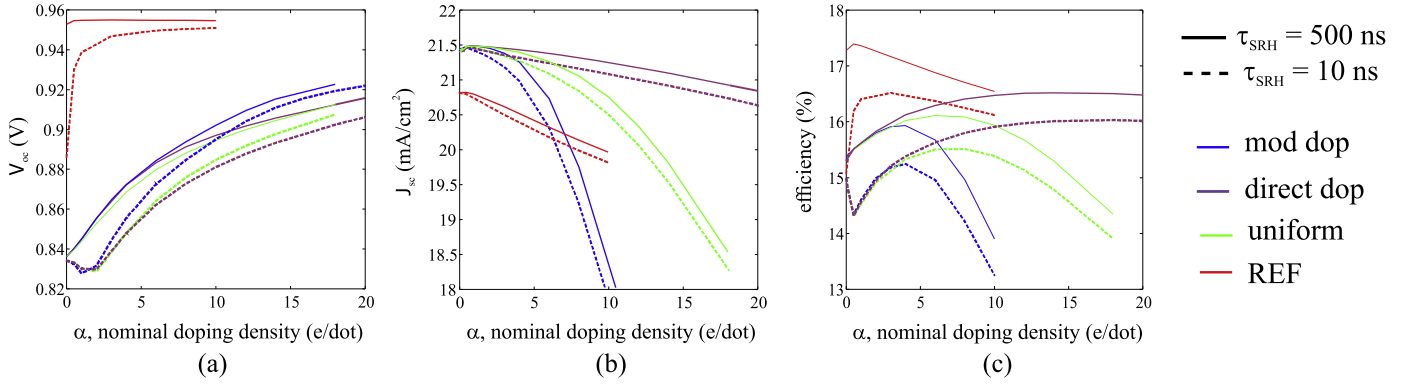 0.96
0.94
0.92
0.9
0.88
0.86
0.84
0.82
V_oc (V)
0 5 10 15 20
α, nominal doping density (e/dot)
(a)
22
21.5
21
20.5
20
19.5
19
18.5
18
J_sc (mA/cm²)
0 5 10 15 20
α, nominal doping density (e/dot)
(b)
18
17
16
15
14
13
efficiency (%)
0 5 10 15 20
α, nominal doping density (e/dot)
(c)
τ_SRH = 500 ns
τ_SRH = 10 ns
mod dop
direct dop
uniform
REF